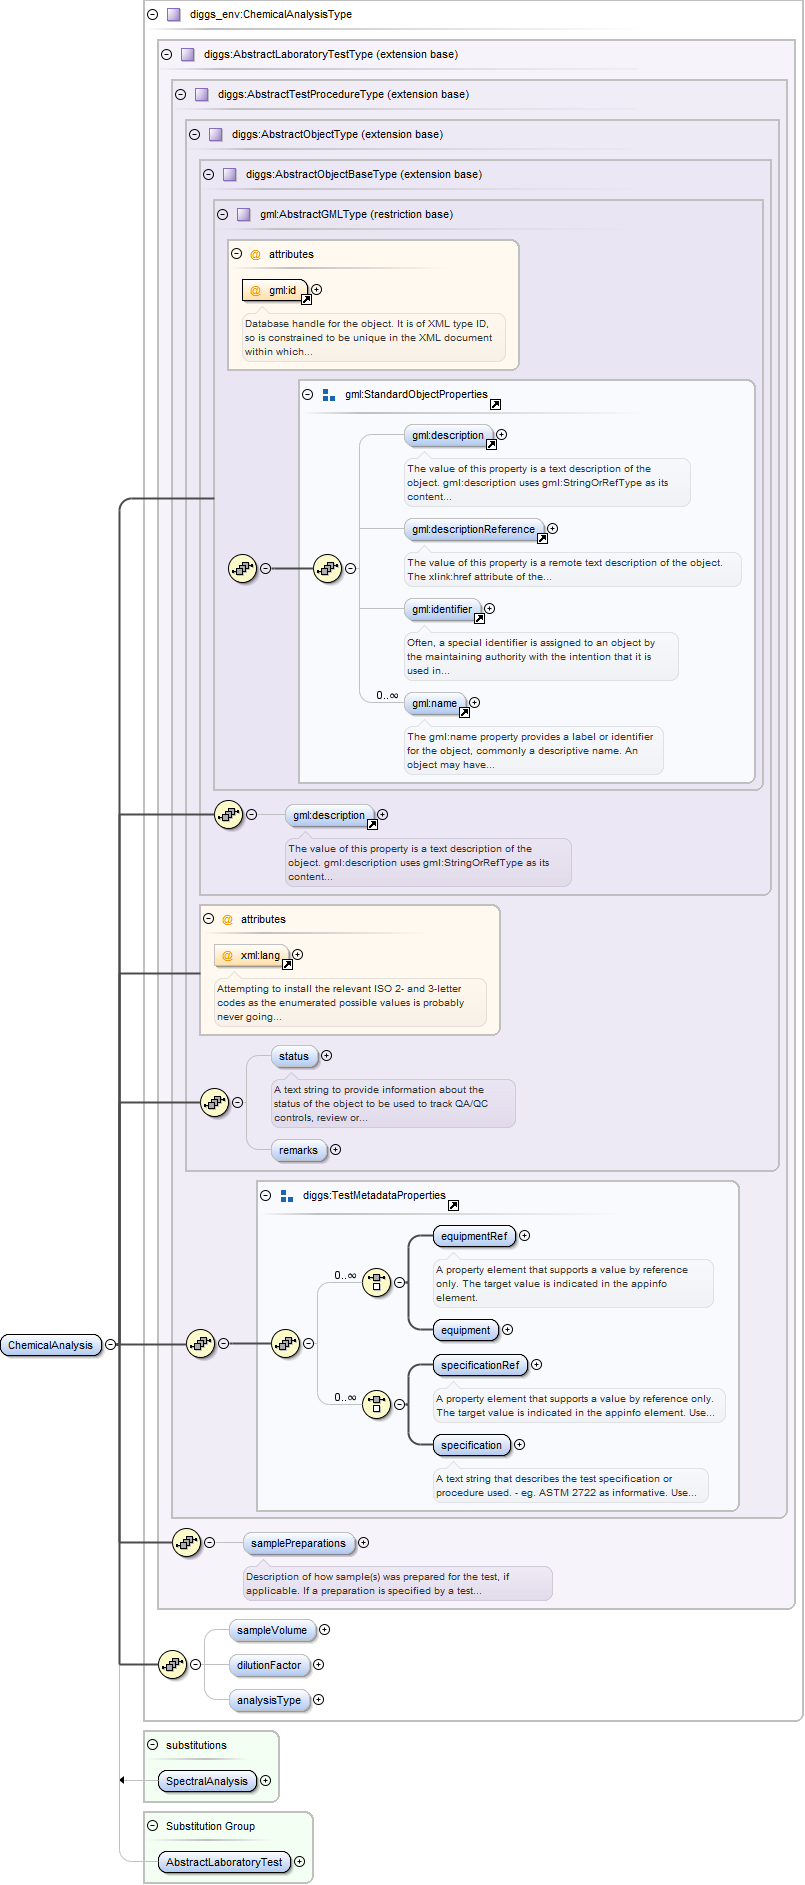 diggs_env:ChemicalAnalysisType
diggs:AbstractLaboratoryTestType (extension base)
diggs:AbstractTestProcedureType (extension base)
diggs:AbstractObjectType (extension base)
diggs:AbstractObjectBaseType (extension base)
gml:AbstractGMLType (restriction base)
@ attributes
@ gml:id
Database handle for the object. It is of XML type ID,
so is constrained to be unique in the XML document
within which...
gml:StandardObjectProperties
gml:description
The value of this property is a text description of the
object. gml:description uses gml:StringOrRefType as its
content...
gml:descriptionReference
The value of this property is a remote text description of the object.
The xlink:href attribute of the...
gml:identifier
Often, a special identifier is assigned to an object by
the maintaining authority with the intention that it is
used in...
0..∞
gml:name
The gml:name property provides a label or identifier
for the object, commonly a descriptive name. An
object may have...
gml:description
The value of this property is a text description of the
object. gml:description uses gml:StringOrRefType as its
content...
@ attributes
@ xml:lang
Attempting to install the relevant ISO 2- and 3-letter
codes as the enumerated possible values is probably
never going...
status
A text string to provide information about the
status of the object to be used to track QA/QC
controls, review or...
remarks
diggs:TestMetadataProperties
equipmentRef
0..∞
A property element that supports a value by reference
only. The target value is indicated in the appinfo
element.
equipment
ChemicalAnalysis
specificationRef
0..∞
A property element that supports a value by reference only.
The target value is indicated in the appinfo element. Use...
specification
A text string that describes the test specification or
procedure used. - eg. ASTM 2722 as informative. Use...
samplePreparations
Description of how sample(s) was prepared for the test, if
applicable. If a preparation is specified by a test...
sampleVolume
dilutionFactor
analysisType
substitutions
SpectralAnalysis
Substitution Group
AbstractLaboratoryTest